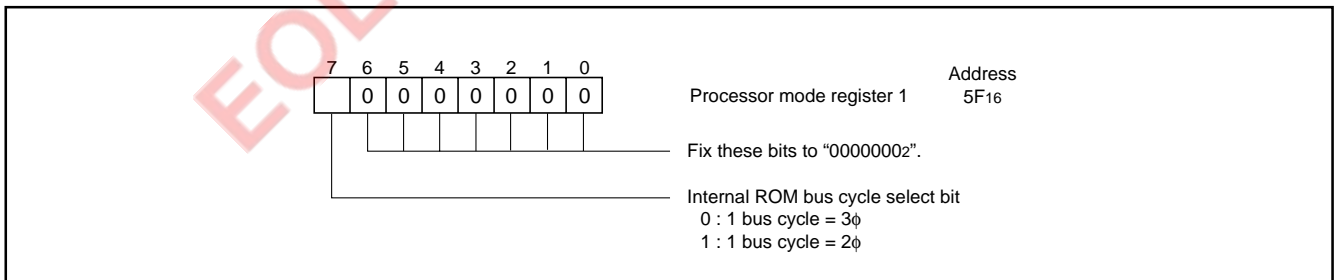 EOL
7 6 5 4 3 2 1 0
0 0 0 0 0 0 0
Processor mode register 1
Address
5F16
Fix these bits to “00000002”.
Internal ROM bus cycle select bit
0 : 1 bus cycle = 3ϕ
1 : 1 bus cycle = 2ϕ